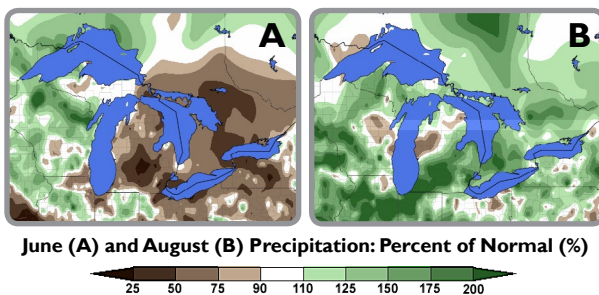 A B
June (A) and August (B) Precipitation: Percent of Normal (%)
25 50 75 90 110 125 150 175 200